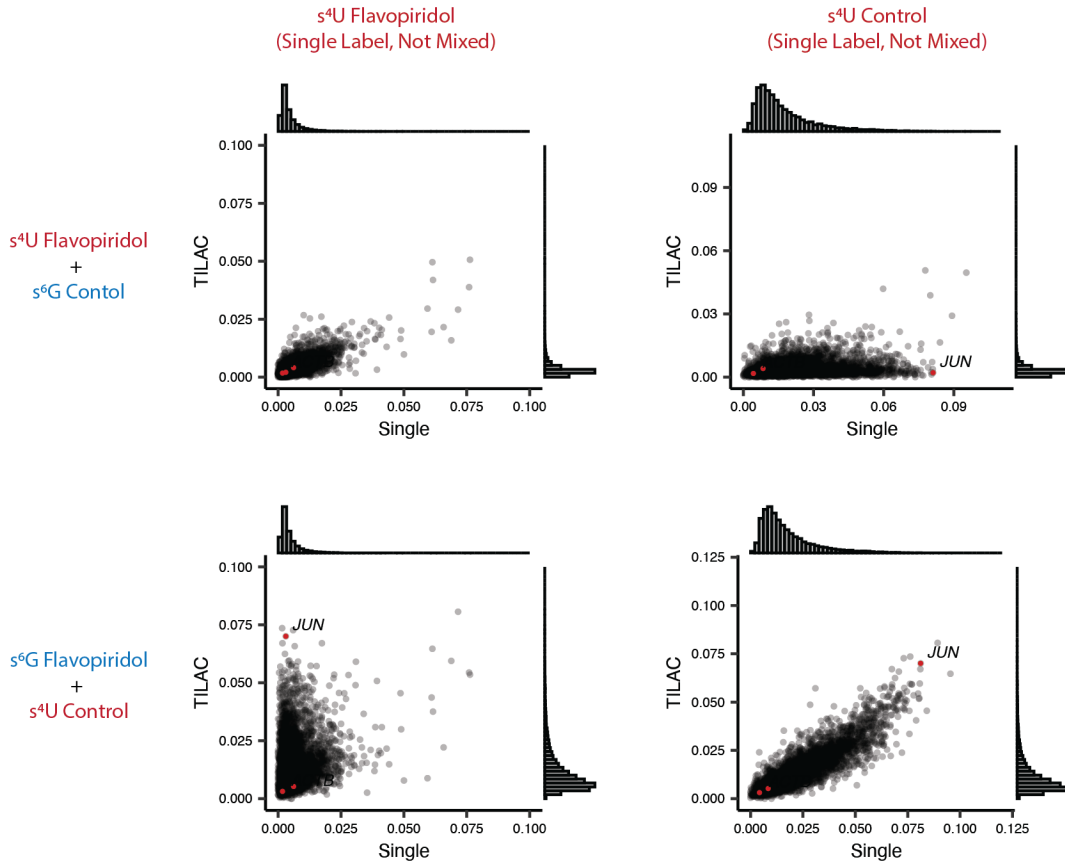 s⁴U Flavopiridol
(Single Label, Not Mixed)
s⁴U Control
(Single Label, Not Mixed)
s⁴U Flavopiridol
+
s⁶G Contol
TILAC
0.100
0.075
0.050
0.025
0.000
0.000 0.025 0.050 0.075 0.100
Single
TILAC
0.09
0.06
0.03
0.00
JUN
0.00 0.03 0.06 0.09
Single
s⁶G Flavopiridol
+
s⁴U Control
TILAC
0.100
0.075
0.050
0.025
0.000
JUN
B
0.000 0.025 0.050 0.075 0.100
Single
TILAC
0.125
0.100
0.075
0.050
0.025
0.000
JUN
0.000 0.025 0.050 0.075 0.100 0.125
Single